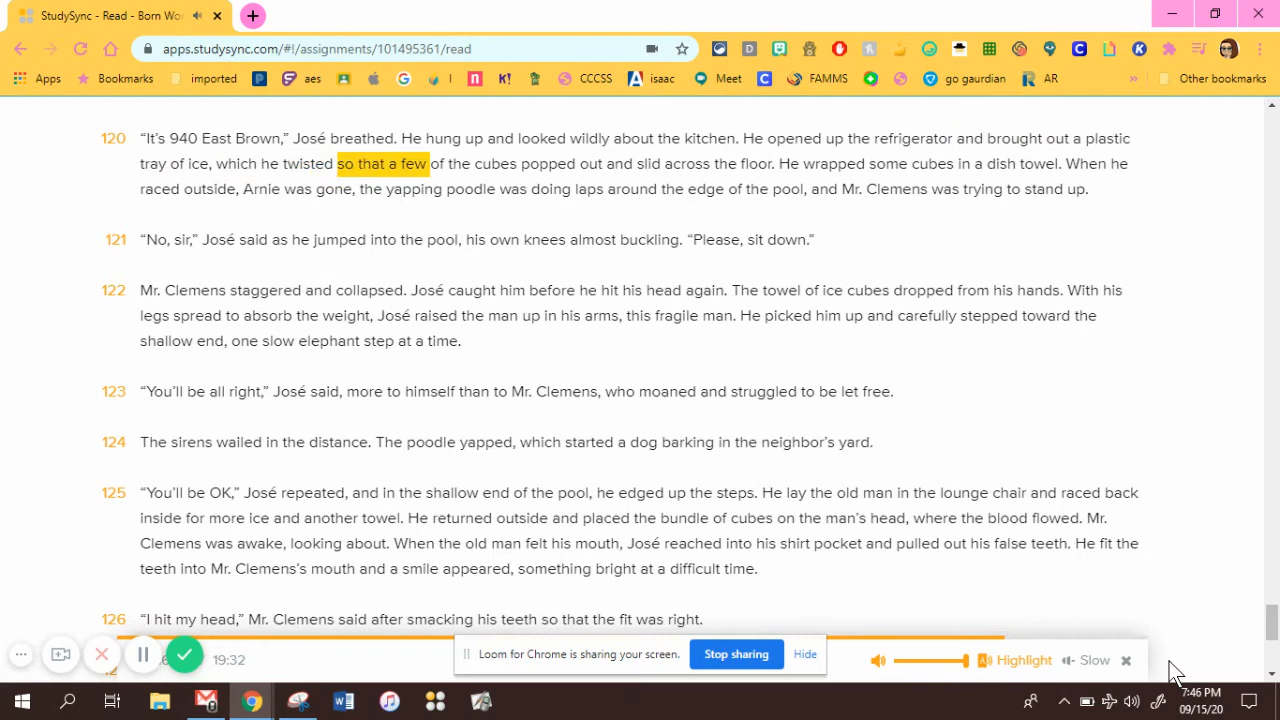 StudySync - Read - Born Wo
apps.studysync.com/#!/assignments/101495361/read
Apps Bookmarks imported aes K! CCCSS isaac Meet FAMMS go gaurdian AR » Other bookmarks
120 “It’s 940 East Brown,” José breathed. He hung up and looked wildly about the kitchen. He opened up the refrigerator and brought out a plastic
tray of ice, which he twisted so that a few of the cubes popped out and slid across the floor. He wrapped some cubes in a dish towel. When he
raced outside, Arnie was gone, the yapping poodle was doing laps around the edge of the pool, and Mr. Clemens was trying to stand up.
121 “No, sir,” José said as he jumped into the pool, his own knees almost buckling. “Please, sit down.”
122 Mr. Clemens staggered and collapsed. José caught him before he hit his head again. The towel of ice cubes dropped from his hands. With his
legs spread to absorb the weight, José raised the man up in his arms, this fragile man. He picked him up and carefully stepped toward the
shallow end, one slow elephant step at a time.
123 “You’ll be all right,” José said, more to himself than to Mr. Clemens, who moaned and struggled to be let free.
124 The sirens wailed in the distance. The poodle yapped, which started a dog barking in the neighbor’s yard.
125 “You’ll be OK,” José repeated, and in the shallow end of the pool, he edged up the steps. He lay the old man in the lounge chair and raced back
inside for more ice and another towel. He returned outside and placed the bundle of cubes on the man’s head, where the blood flowed. Mr.
Clemens was awake, looking about. When the old man felt his mouth, José reached into his shirt pocket and pulled out his false teeth. He fit the
teeth into Mr. Clemens’s mouth and a smile appeared, something bright at a difficult time.
126 “I hit my head,” Mr. Clemens said after smacking his teeth so that the fit was right.
19:32 Loom for Chrome is sharing your screen. Stop sharing Hide Highlight Slow
7:46 PM
09/15/20